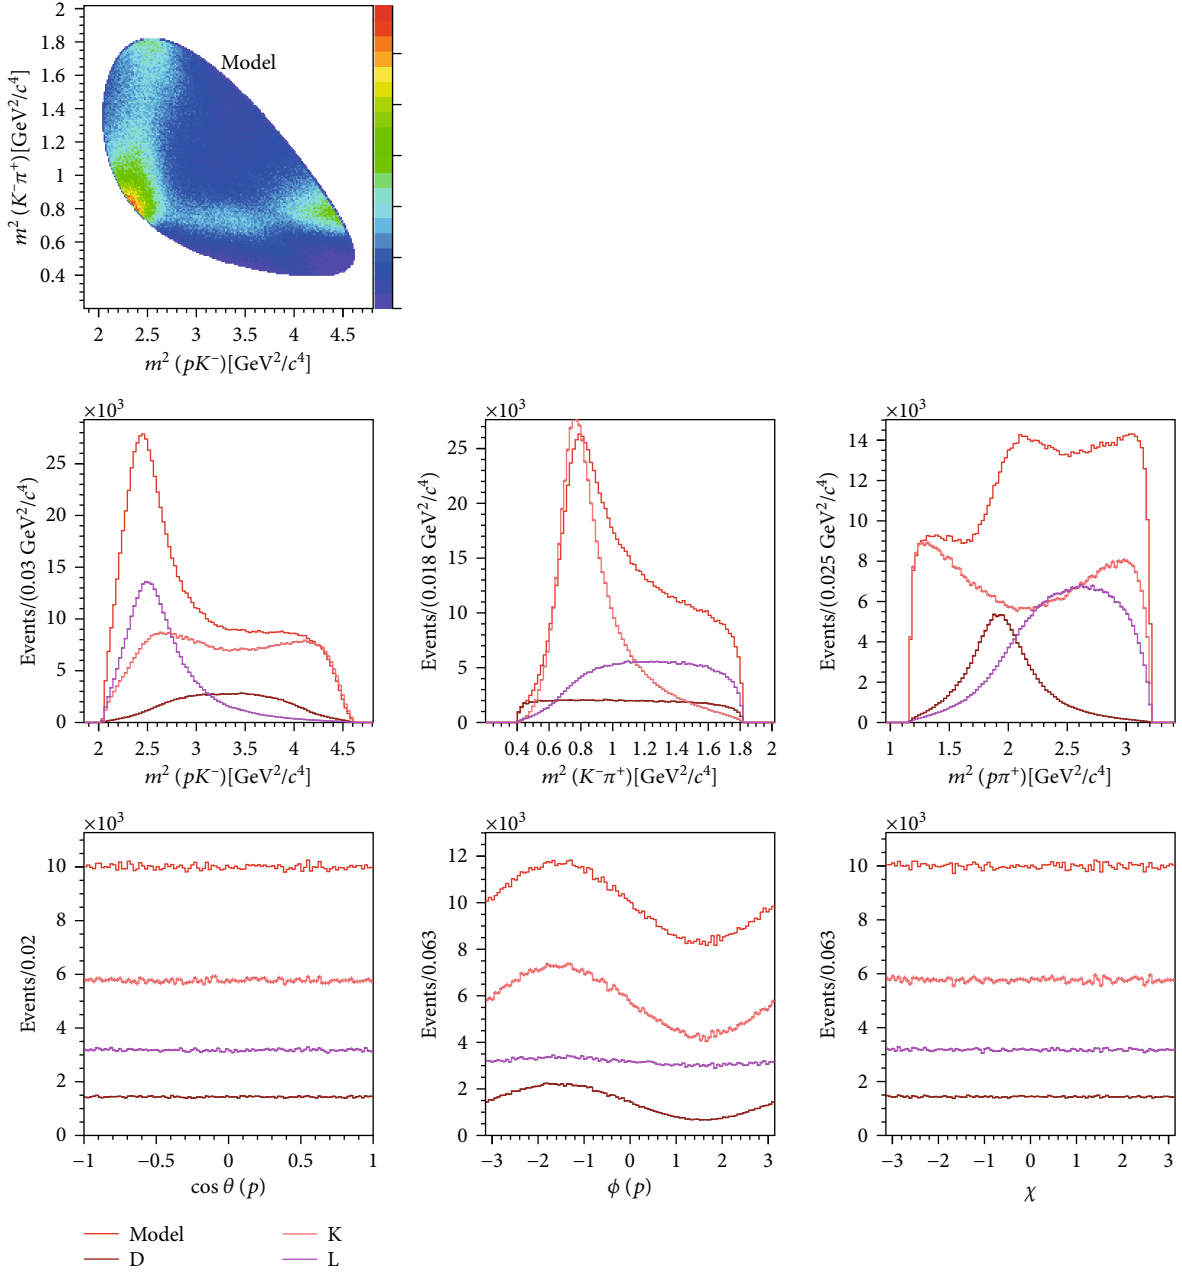 2
1.8
1.6
1.4
1.2
1
0.8
0.6
0.4
m² (K⁻π⁺)[GeV²/c⁴]
Model
2 2.5 3 3.5 4 4.5
m² (pK⁻)[GeV²/c⁴]
×10³
25
20
15
10
5
0
Events/(0.03 GeV²/c⁴)
2 2.5 3 3.5 4 4.5
m² (pK⁻)[GeV²/c⁴]
×10³
25
20
15
10
5
0
Events/(0.018 GeV²/c⁴)
0.4 0.6 0.8 1 1.2 1.4 1.6 1.8 2
m² (K⁻π⁺)[GeV²/c⁴]
×10³
14
12
10
8
6
4
2
0
Events/(0.025 GeV²/c⁴)
1 1.5 2 2.5 3
m² (pπ⁺)[GeV²/c⁴]
×10³
10
8
6
4
2
0
Events/0.02
−1 −0.5 0 0.5 1
cos θ (p)
×10³
12
10
8
6
4
2
0
Events/0.063
−3 −2 −1 0 1 2 3
ϕ (p)
×10³
10
8
6
4
2
0
Events/0.063
−3 −2 −1 0 1 2 3
χ
Model
D
K
L